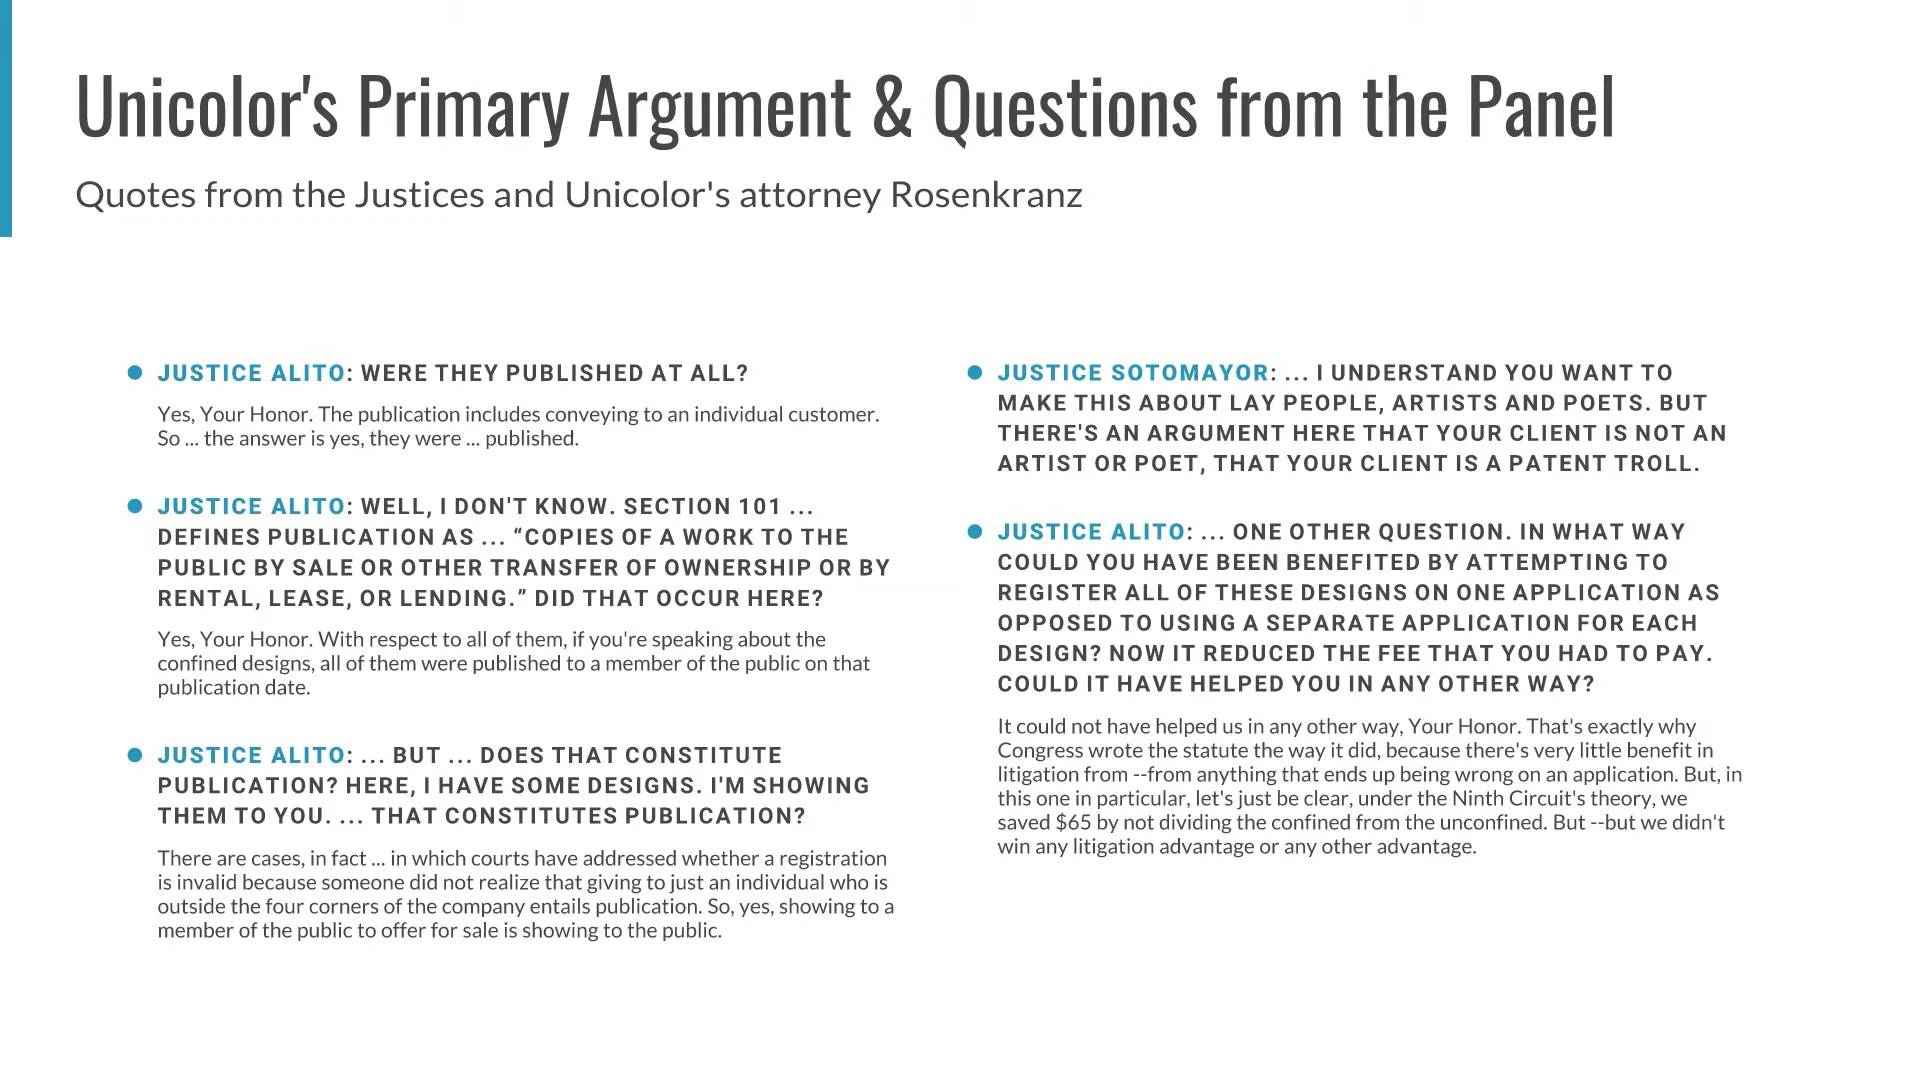 Unicolor's Primary Argument & Questions from the Panel
Quotes from the Justices and Unicolor's attorney Rosenkranz
JUSTICE ALITO: WERE THEY PUBLISHED AT ALL?
Yes, Your Honor. The publication includes conveying to an individual customer.
So ... the answer is yes, they were ... published.
JUSTICE ALITO: WELL, I DON'T KNOW. SECTION 101 ...
DEFINES PUBLICATION AS ... “COPIES OF A WORK TO THE
PUBLIC BY SALE OR OTHER TRANSFER OF OWNERSHIP OR BY
RENTAL, LEASE, OR LENDING.” DID THAT OCCUR HERE?
Yes, Your Honor. With respect to all of them, if you're speaking about the
confined designs, all of them were published to a member of the public on that
publication date.
JUSTICE ALITO: ... BUT ... DOES THAT CONSTITUTE
PUBLICATION? HERE, I HAVE SOME DESIGNS. I'M SHOWING
THEM TO YOU. ... THAT CONSTITUTES PUBLICATION?
There are cases, in fact ... in which courts have addressed whether a registration
is invalid because someone did not realize that giving to just an individual who is
outside the four corners of the company entails publication. So, yes, showing to a
member of the public to offer for sale is showing to the public.
JUSTICE SOTOMAYOR: ... I UNDERSTAND YOU WANT TO
MAKE THIS ABOUT LAY PEOPLE, ARTISTS AND POETS. BUT
THERE'S AN ARGUMENT HERE THAT YOUR CLIENT IS NOT AN
ARTIST OR POET, THAT YOUR CLIENT IS A PATENT TROLL.
JUSTICE ALITO: ... ONE OTHER QUESTION. IN WHAT WAY
COULD YOU HAVE BEEN BENEFITED BY ATTEMPTING TO
REGISTER ALL OF THESE DESIGNS ON ONE APPLICATION AS
OPPOSED TO USING A SEPARATE APPLICATION FOR EACH
DESIGN? NOW IT REDUCED THE FEE THAT YOU HAD TO PAY.
COULD IT HAVE HELPED YOU IN ANY OTHER WAY?
It could not have helped us in any other way, Your Honor. That's exactly why
Congress wrote the statute the way it did, because there's very little benefit in
litigation from --from anything that ends up being wrong on an application. But, in
this one in particular, let's just be clear, under the Ninth Circuit's theory, we
saved $65 by not dividing the confined from the unconfined. But --but we didn't
win any litigation advantage or any other advantage.